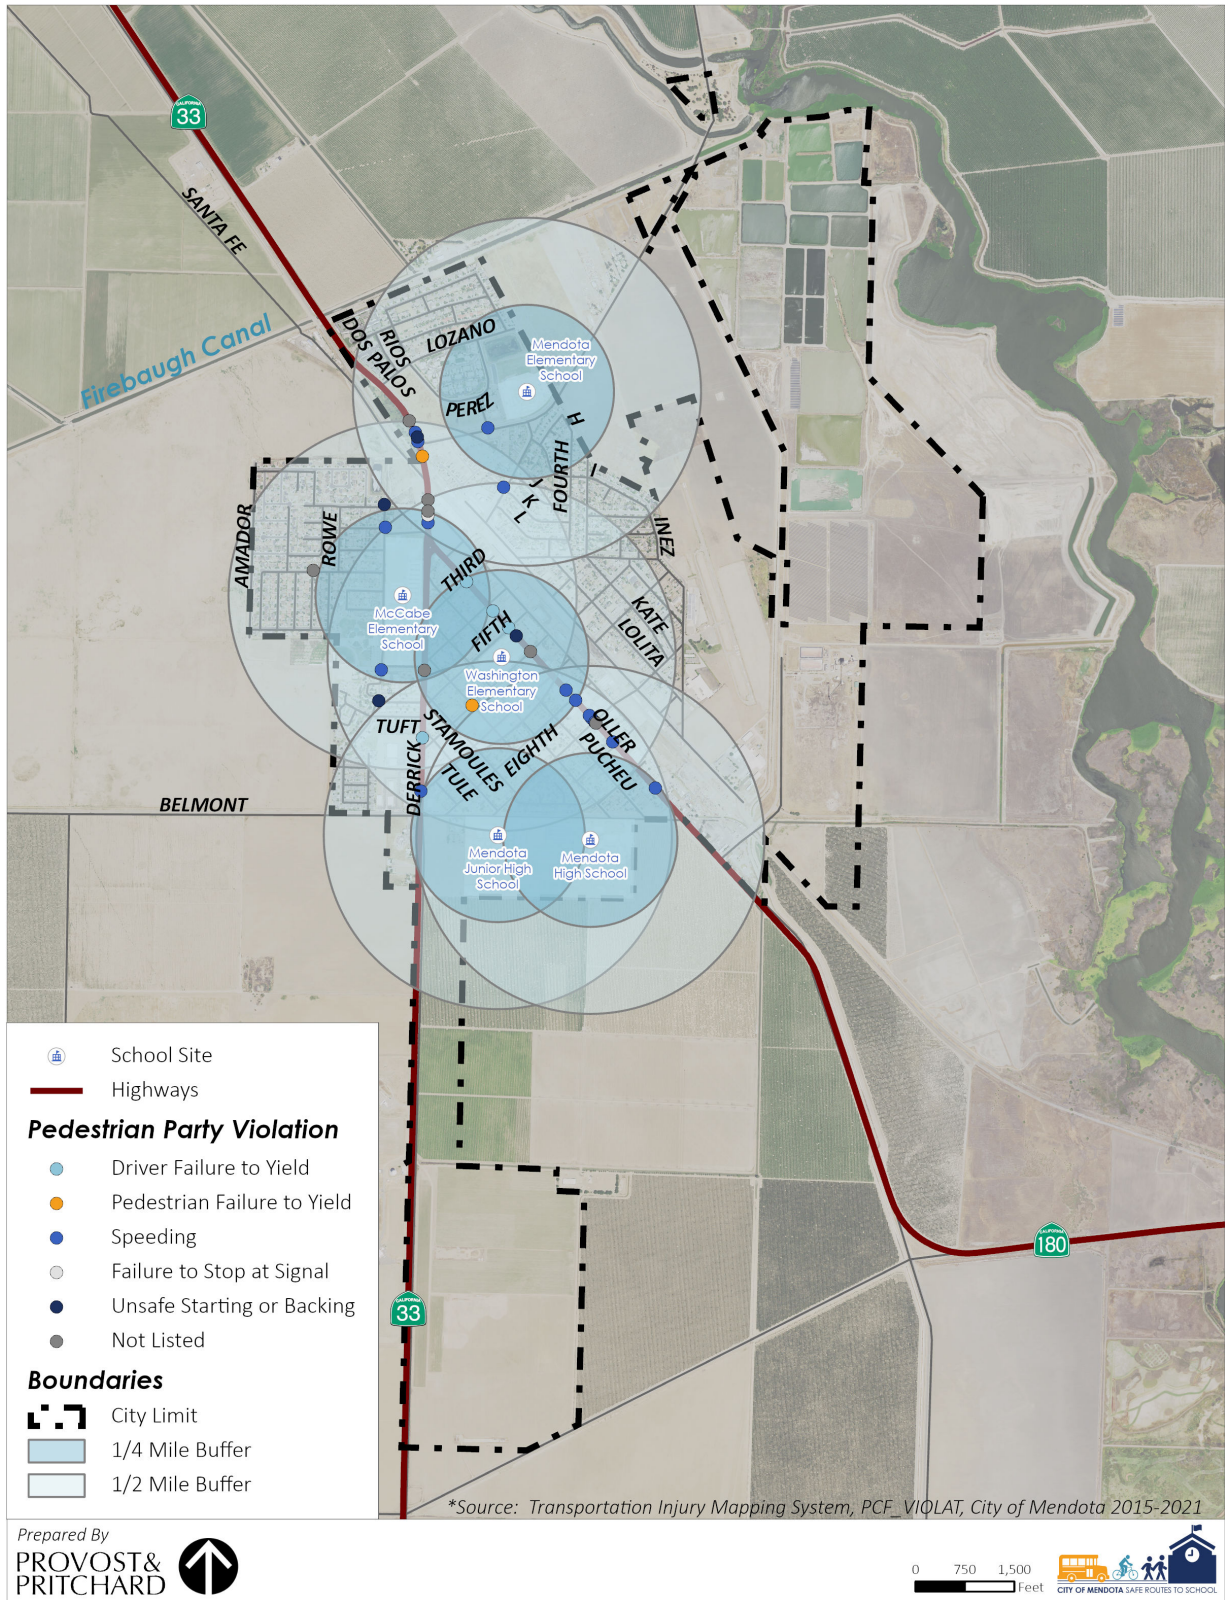 CALIFORNIA
33
SANTA FE
Firebaugh Canal
DOS PALOS
RIOS
LOZANO
Mendota
Elementary
School
PEREZ
H
I
J
K
L
FOURTH
INEZ
AMADOR
ROWE
THIRD
McCabe
Elementary
School
FIFTH
KATE
LOLITA
Washington
Elementary
School
TUFT
STAMOULES
EIGHTH
OLLER
PUCHEU
TULE
DERRICK
BELMONT
Mendota
Junior High
School
Mendota
High School
School Site
Highways
Pedestrian Party Violation
Driver Failure to Yield
Pedestrian Failure to Yield
Speeding
Failure to Stop at Signal
Unsafe Starting or Backing
Not Listed
Boundaries
City Limit
1/4 Mile Buffer
1/2 Mile Buffer
CALIFORNIA
180
CALIFORNIA
33
*Source: Transportation Injury Mapping System, PCF_VIOLAT, City of Mendota 2015-2021
Prepared By
PROVOST&
PRITCHARD
0 750 1,500
Feet
CITY OF MENDOTA SAFE ROUTES TO SCHOOL